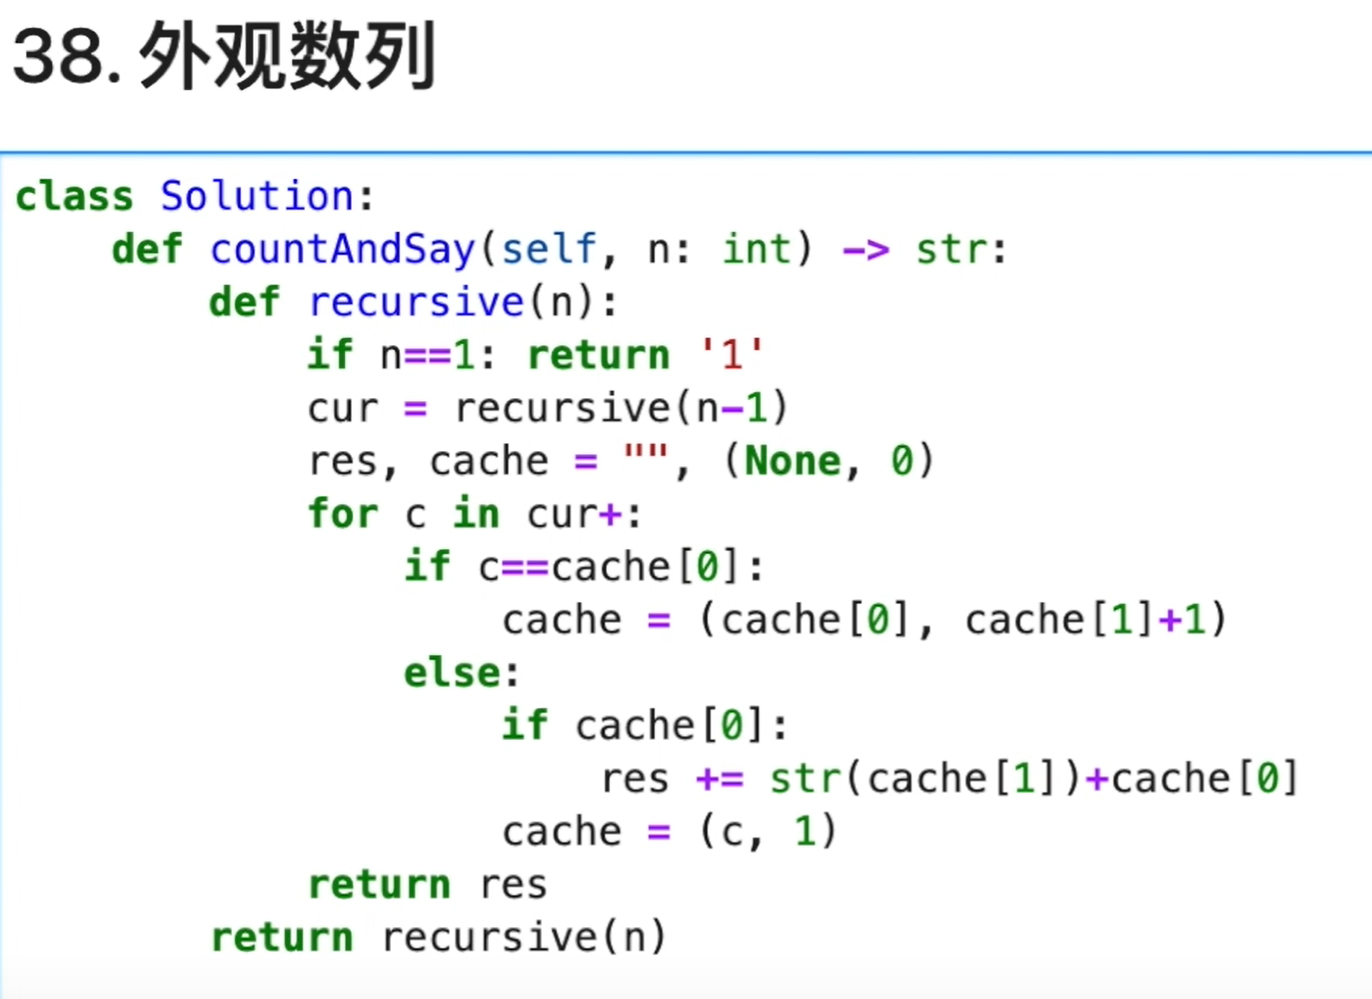 38. 外观数列
class Solution:
    def countAndSay(self, n: int) -> str:
        def recursive(n):
            if n==1: return '1'
            cur = recursive(n-1)
            res, cache = "", (None, 0)
            for c in cur+:
                if c==cache[0]:
                    cache = (cache[0], cache[1]+1)
                else:
                    if cache[0]:
                        res += str(cache[1])+cache[0]
                    cache = (c, 1)
            return res
        return recursive(n)